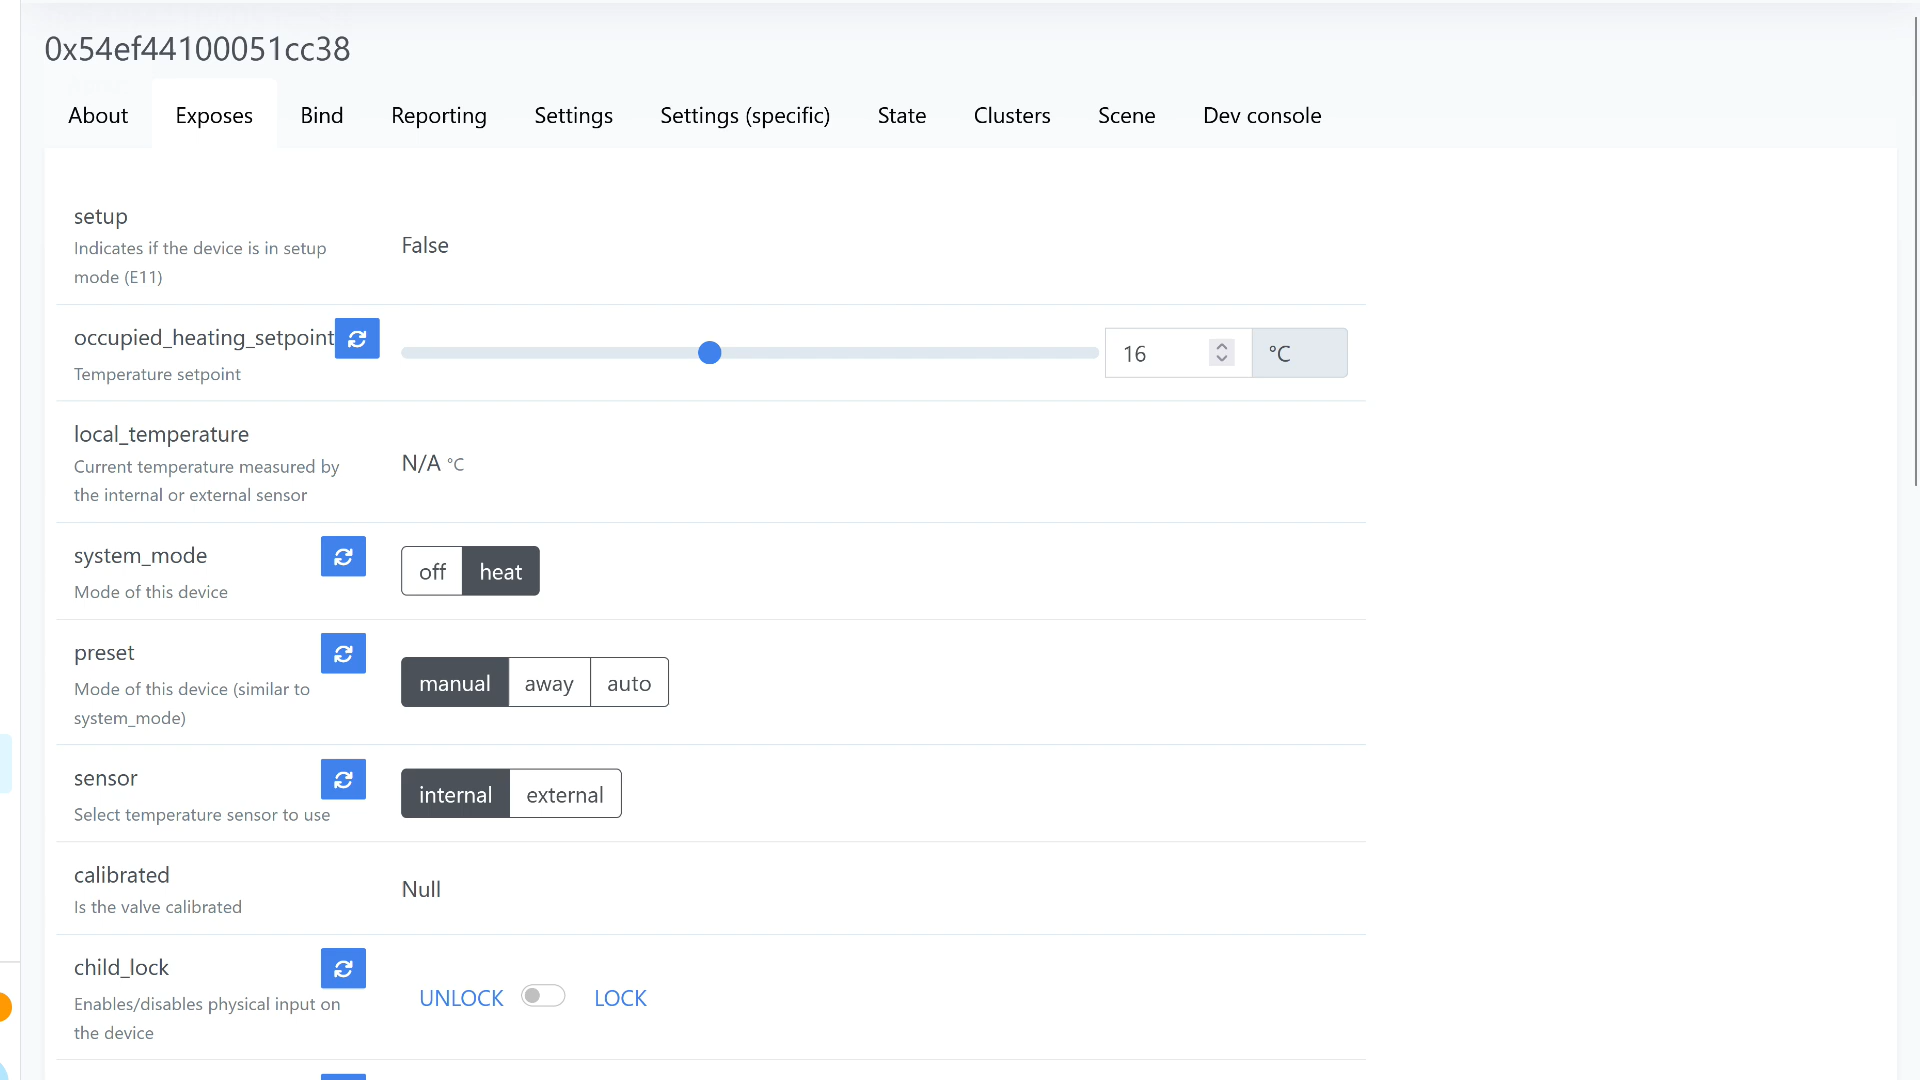 0x54ef44100051cc38
About Exposes Bind Reporting Settings Settings (specific) State Clusters Scene Dev console
setup
Indicates if the device is in setup
mode (E11)
False
occupied_heating_setpoint
Temperature setpoint
16 °C
local_temperature
Current temperature measured by
the internal or external sensor
N/A °C
system_mode
Mode of this device
off heat
preset
Mode of this device (similar to
system_mode)
manual away auto
sensor
Select temperature sensor to use
internal external
calibrated
Is the valve calibrated
Null
child_lock
Enables/disables physical input on
the device
UNLOCK LOCK